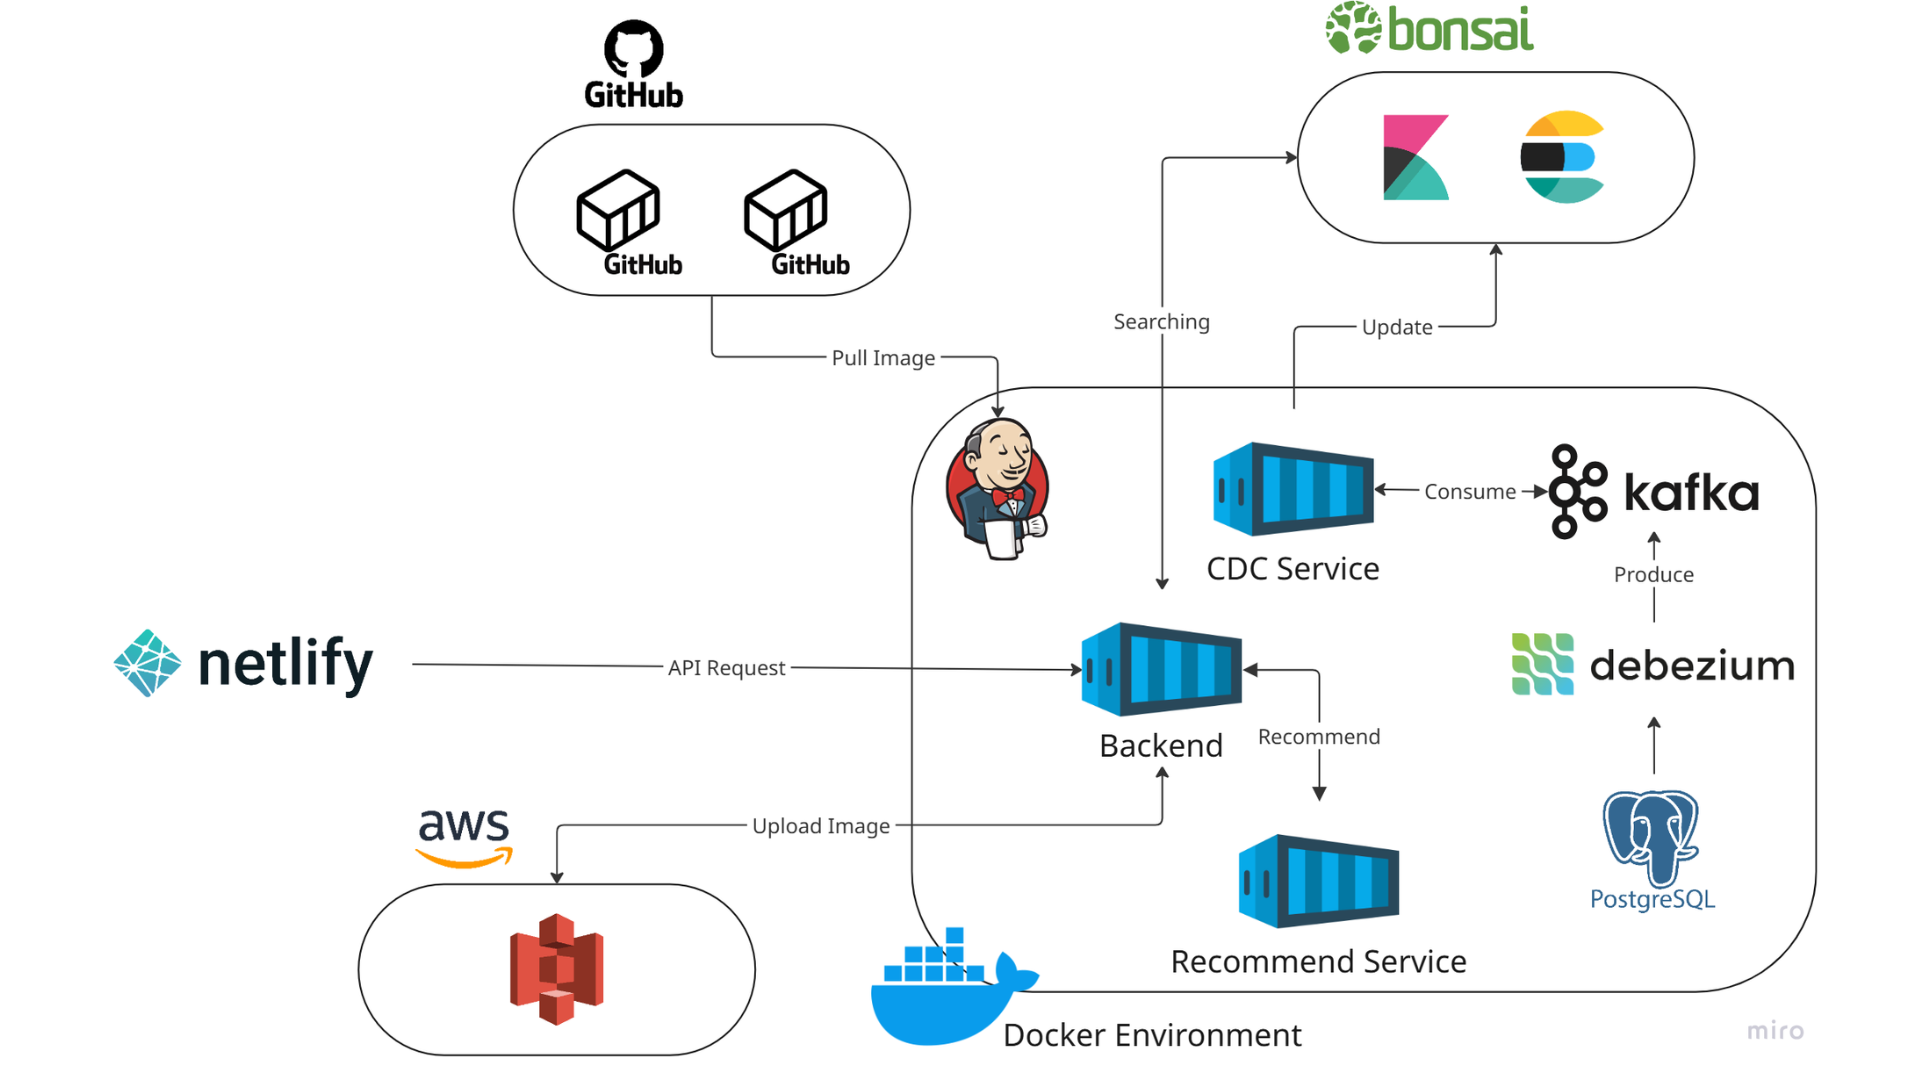 GitHub
bonsai
GitHub
GitHub
Searching
Update
Pull Image
Consume
kafka
CDC Service
Produce
netlify
API Request
debezium
Backend
Recommend
aws
Upload Image
PostgreSQL
Recommend Service
Docker Environment
miro